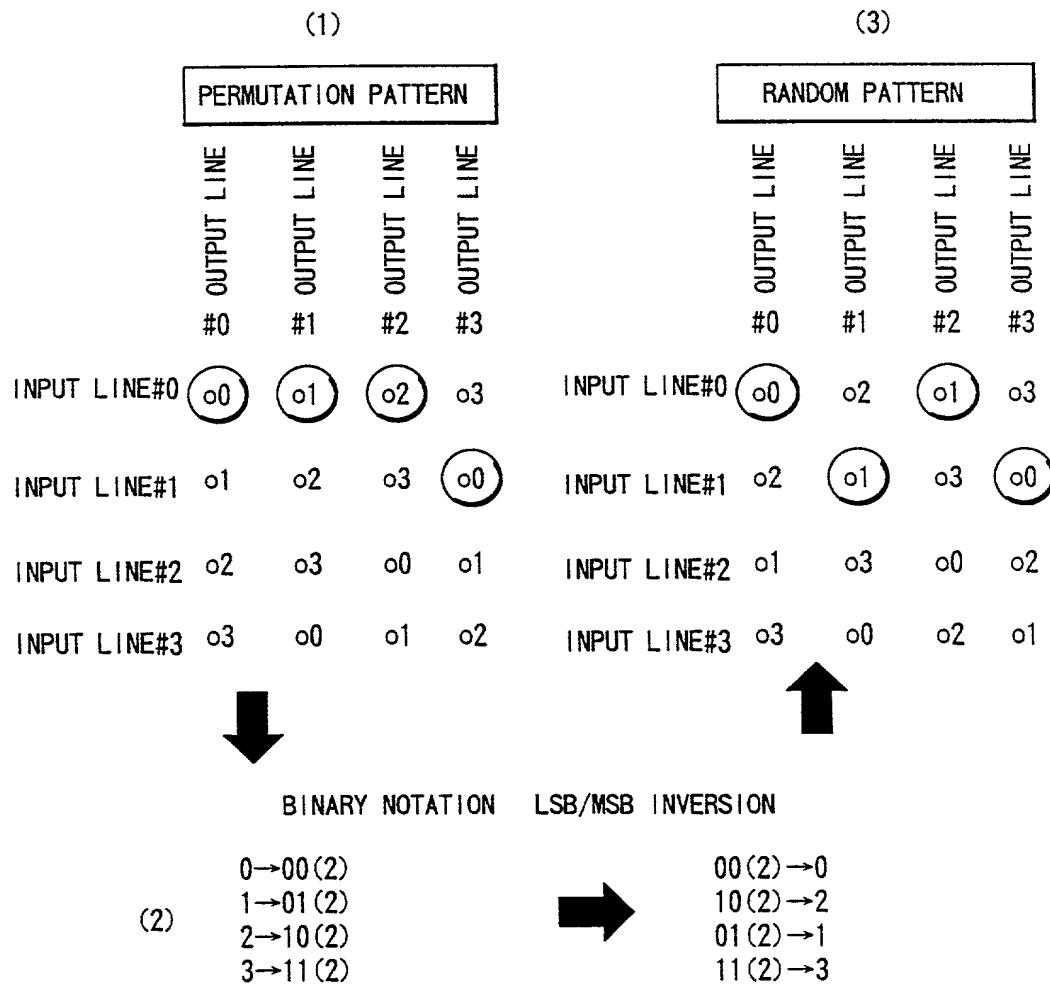 (1) (3)
PERMUTATION PATTERN RANDOM PATTERN
OUTPUT LINE OUTPUT LINE OUTPUT LINE OUTPUT LINE OUTPUT LINE OUTPUT LINE OUTPUT LINE OUTPUT LINE
#0 #1 #2 #3 #0 #1 #2 #3
INPUT LINE#0 o0 o1 o2 o3 INPUT LINE#0 o0 o2 o1 o3
INPUT LINE#1 o1 o2 o3 o0 INPUT LINE#1 o2 o1 o3 o0
INPUT LINE#2 o2 o3 o0 o1 INPUT LINE#2 o1 o3 o0 o2
INPUT LINE#3 o3 o0 o1 o2 INPUT LINE#3 o3 o0 o2 o1
BINARY NOTATION LSB/MSB INVERSION
0→00(2) 00(2)→0
1→01(2) 10(2)→2
(2)
2→10(2) 01(2)→1
3→11(2) 11(2)→3